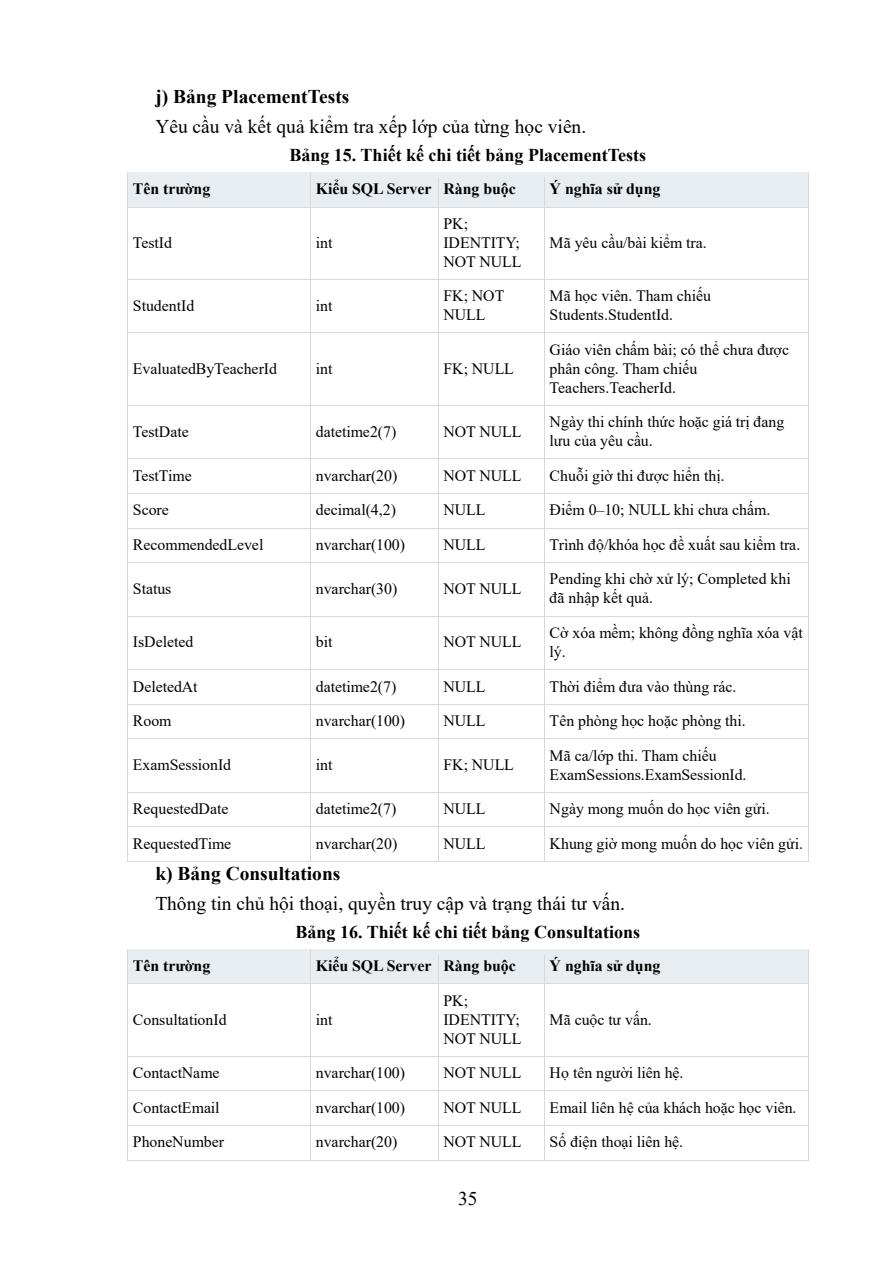 j) Bảng PlacementTests
Yêu cầu và kết quả kiểm tra xếp lớp của từng học viên.
Bảng 15. Thiết kế chi tiết bảng PlacementTests
Tên trường Kiểu SQL Server Ràng buộc Ý nghĩa sử dụng
TestId int PK; IDENTITY; NOT NULL Mã yêu cầu/bài kiểm tra.
StudentId int FK; NOT NULL Mã học viên. Tham chiếu Students.StudentId.
EvaluatedByTeacherId int FK; NULL Giáo viên chấm bài; có thể chưa được phân công. Tham chiếu Teachers.TeacherId.
TestDate datetime2(7) NOT NULL Ngày thi chính thức hoặc giá trị đang lưu của yêu cầu.
TestTime nvarchar(20) NOT NULL Chuỗi giờ thi được hiển thị.
Score decimal(4,2) NULL Điểm 0–10; NULL khi chưa chấm.
RecommendedLevel nvarchar(100) NULL Trình độ/khóa học đề xuất sau kiểm tra.
Status nvarchar(30) NOT NULL Pending khi chờ xử lý; Completed khi đã nhập kết quả.
IsDeleted bit NOT NULL Cờ xóa mềm; không đồng nghĩa xóa vật lý.
DeletedAt datetime2(7) NULL Thời điểm đưa vào thùng rác.
Room nvarchar(100) NULL Tên phòng học hoặc phòng thi.
ExamSessionId int FK; NULL Mã ca/lớp thi. Tham chiếu ExamSessions.ExamSessionId.
RequestedDate datetime2(7) NULL Ngày mong muốn do học viên gửi.
RequestedTime nvarchar(20) NULL Khung giờ mong muốn do học viên gửi.
k) Bảng Consultations
Thông tin chủ hội thoại, quyền truy cập và trạng thái tư vấn.
Bảng 16. Thiết kế chi tiết bảng Consultations
Tên trường Kiểu SQL Server Ràng buộc Ý nghĩa sử dụng
ConsultationId int PK; IDENTITY; NOT NULL Mã cuộc tư vấn.
ContactName nvarchar(100) NOT NULL Họ tên người liên hệ.
ContactEmail nvarchar(100) NOT NULL Email liên hệ của khách hoặc học viên.
PhoneNumber nvarchar(20) NOT NULL Số điện thoại liên hệ.
35